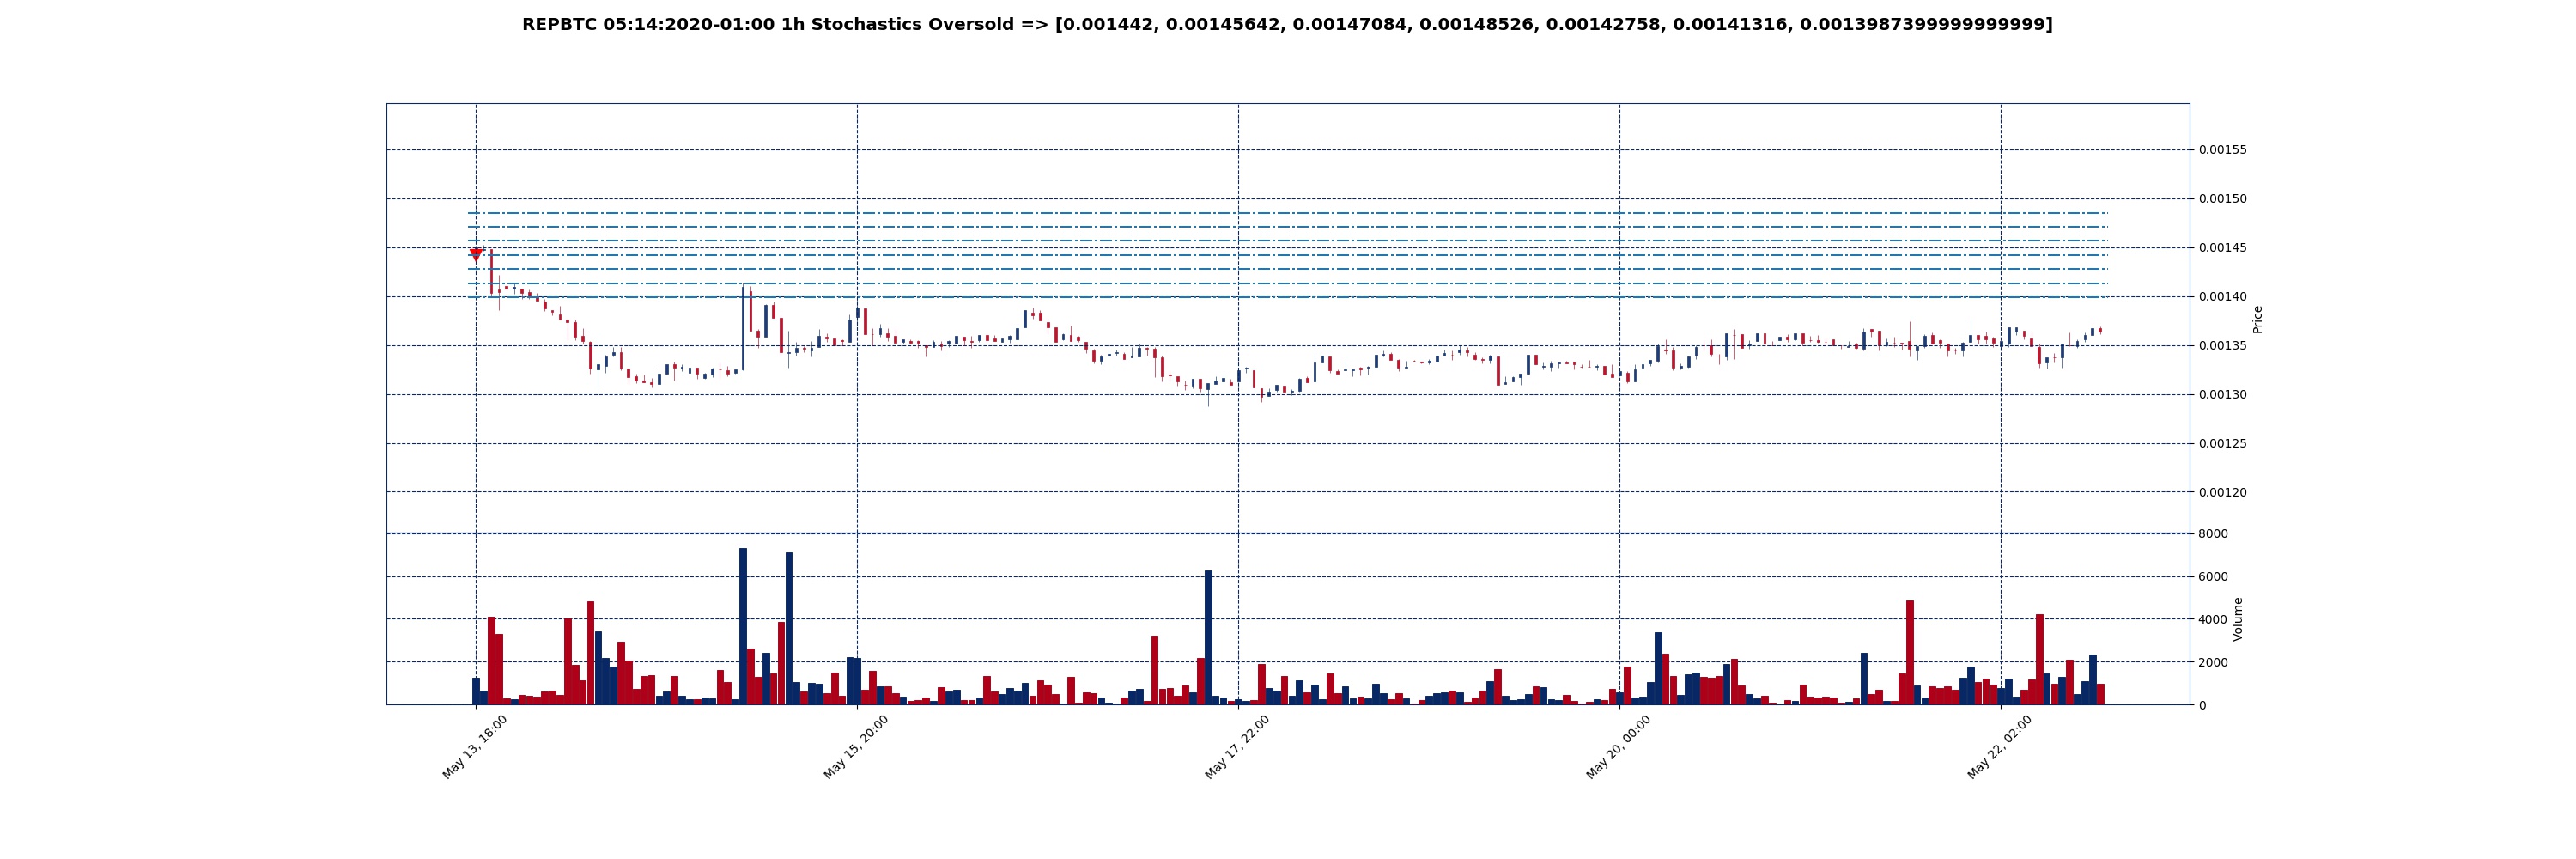 REPBTC 05:14:2020-01:00 1h Stochastics Oversold => [0.001442, 0.00145642, 0.00147084, 0.00148526, 0.00142758, 0.00141316, 0.0013987399999999999]
0.00155
0.00150
0.00145
0.00140
0.00135
0.00130
0.00125
0.00120
Price
8000
6000
4000
2000
0
Volume
May 13, 18:00
May 15, 20:00
May 17, 22:00
May 20, 00:00
May 22, 02:00